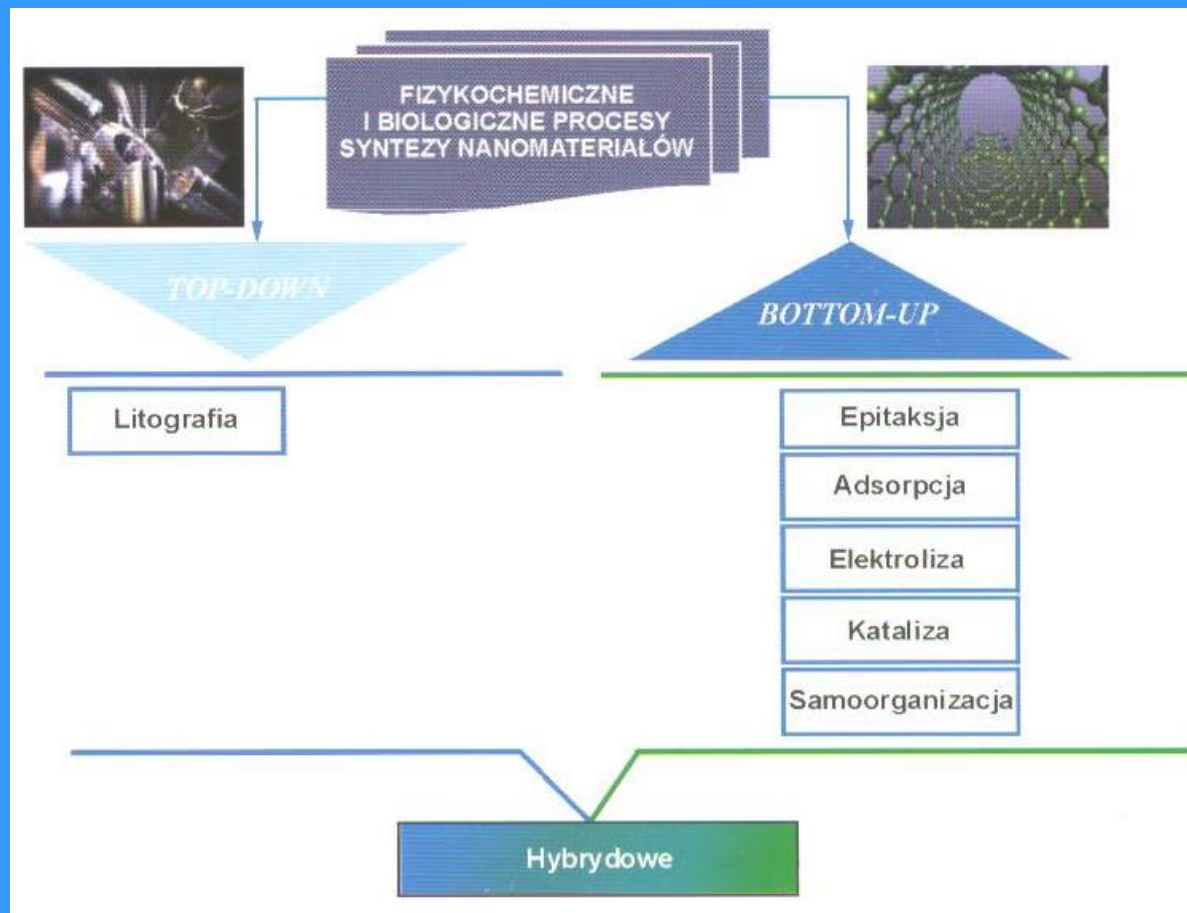 FIZYKOCHEMICZNE
I BIOLOGICZNE PROCESY
SYNTEZY NANOMATERIAŁÓW
TOP-DOWN
BOTTOM-UP
Litografia
Epitaksja
Adsorpcja
Elektroliza
Kataliza
Samoorganizacja
Hybrydowe